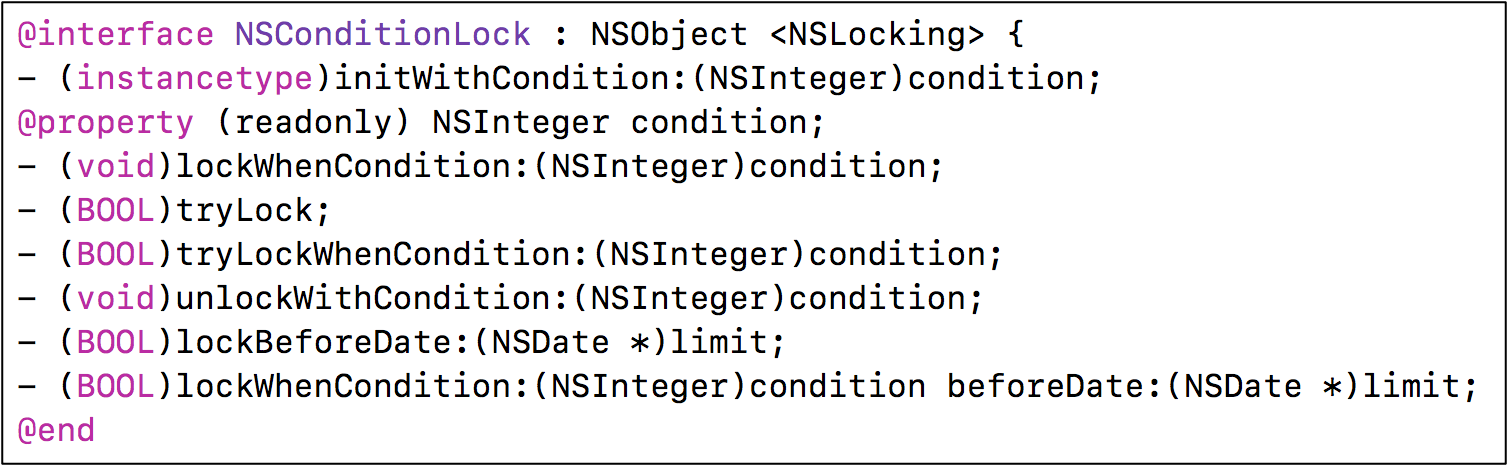 @interface NSConditionLock : NSObject <NSLocking> {
- (instancetype)initWithCondition:(NSInteger)condition;
@property (readonly) NSInteger condition;
- (void)lockWhenCondition:(NSInteger)condition;
- (BOOL)tryLock;
- (BOOL)tryLockWhenCondition:(NSInteger)condition;
- (void)unlockWithCondition:(NSInteger)condition;
- (BOOL)lockBeforeDate:(NSDate *)limit;
- (BOOL)lockWhenCondition:(NSInteger)condition beforeDate:(NSDate *)limit;
@end